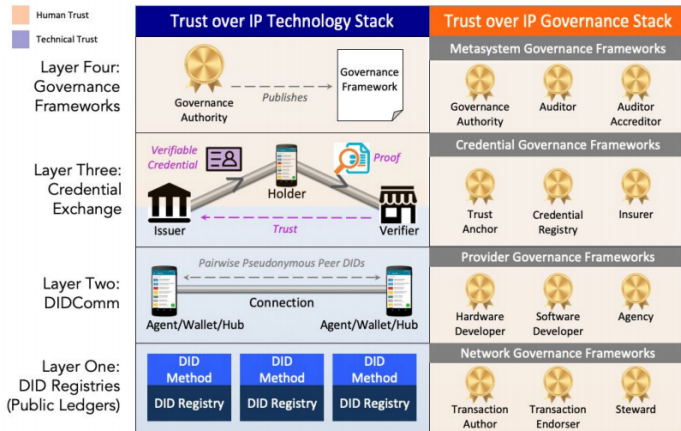 Human Trust
Technical Trust
Trust over IP Technology Stack
Trust over IP Governance Stack
Layer Four:
Governance
Frameworks
Governance
Authority
Publishes
Governance
Framework
Metasystem Governance Frameworks
Governance
Authority
Auditor
Auditor
Accreditor
Layer Three:
Credential
Exchange
Verifiable
Credential
Proof
Holder
Issuer
Trust
Verifier
Credential Governance Frameworks
Trust
Anchor
Credential
Registry
Insurer
Layer Two:
DIDComm
Pairwise Pseudonymous Peer DIDs
Connection
Agent/Wallet/Hub
Agent/Wallet/Hub
Provider Governance Frameworks
Hardware
Developer
Software
Developer
Agency
Layer One:
DID Registries
(Public Ledgers)
DID
Method
DID Registry
DID
Method
DID Registry
DID
Method
DID Registry
Network Governance Frameworks
Transaction
Author
Transaction
Endorser
Steward